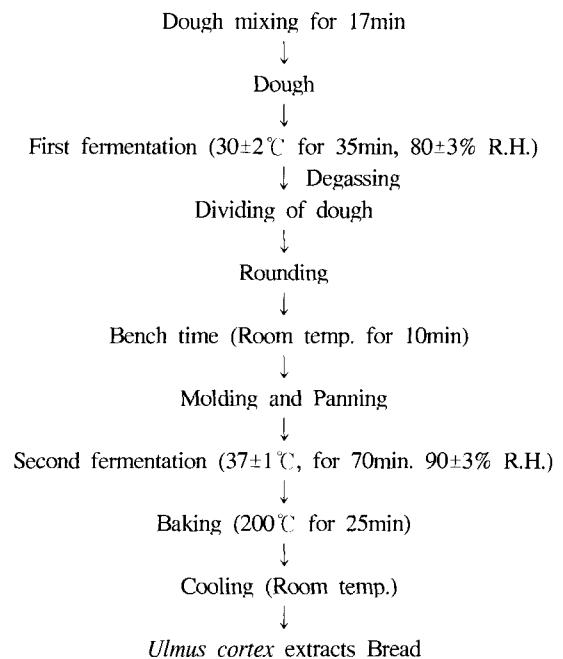 Dough mixing for 17min
↓
Dough
↓
First fermentation (30±2℃ for 35min, 80±3% R.H.)
↓ Degassing
Dividing of dough
↓
Rounding
↓
Bench time (Room temp. for 10min)
↓
Molding and Panning
↓
Second fermentation (37±1℃, for 70min. 90±3% R.H.)
↓
Baking (200℃ for 25min)
↓
Cooling (Room temp.)
↓
Ulmus cortex extracts Bread